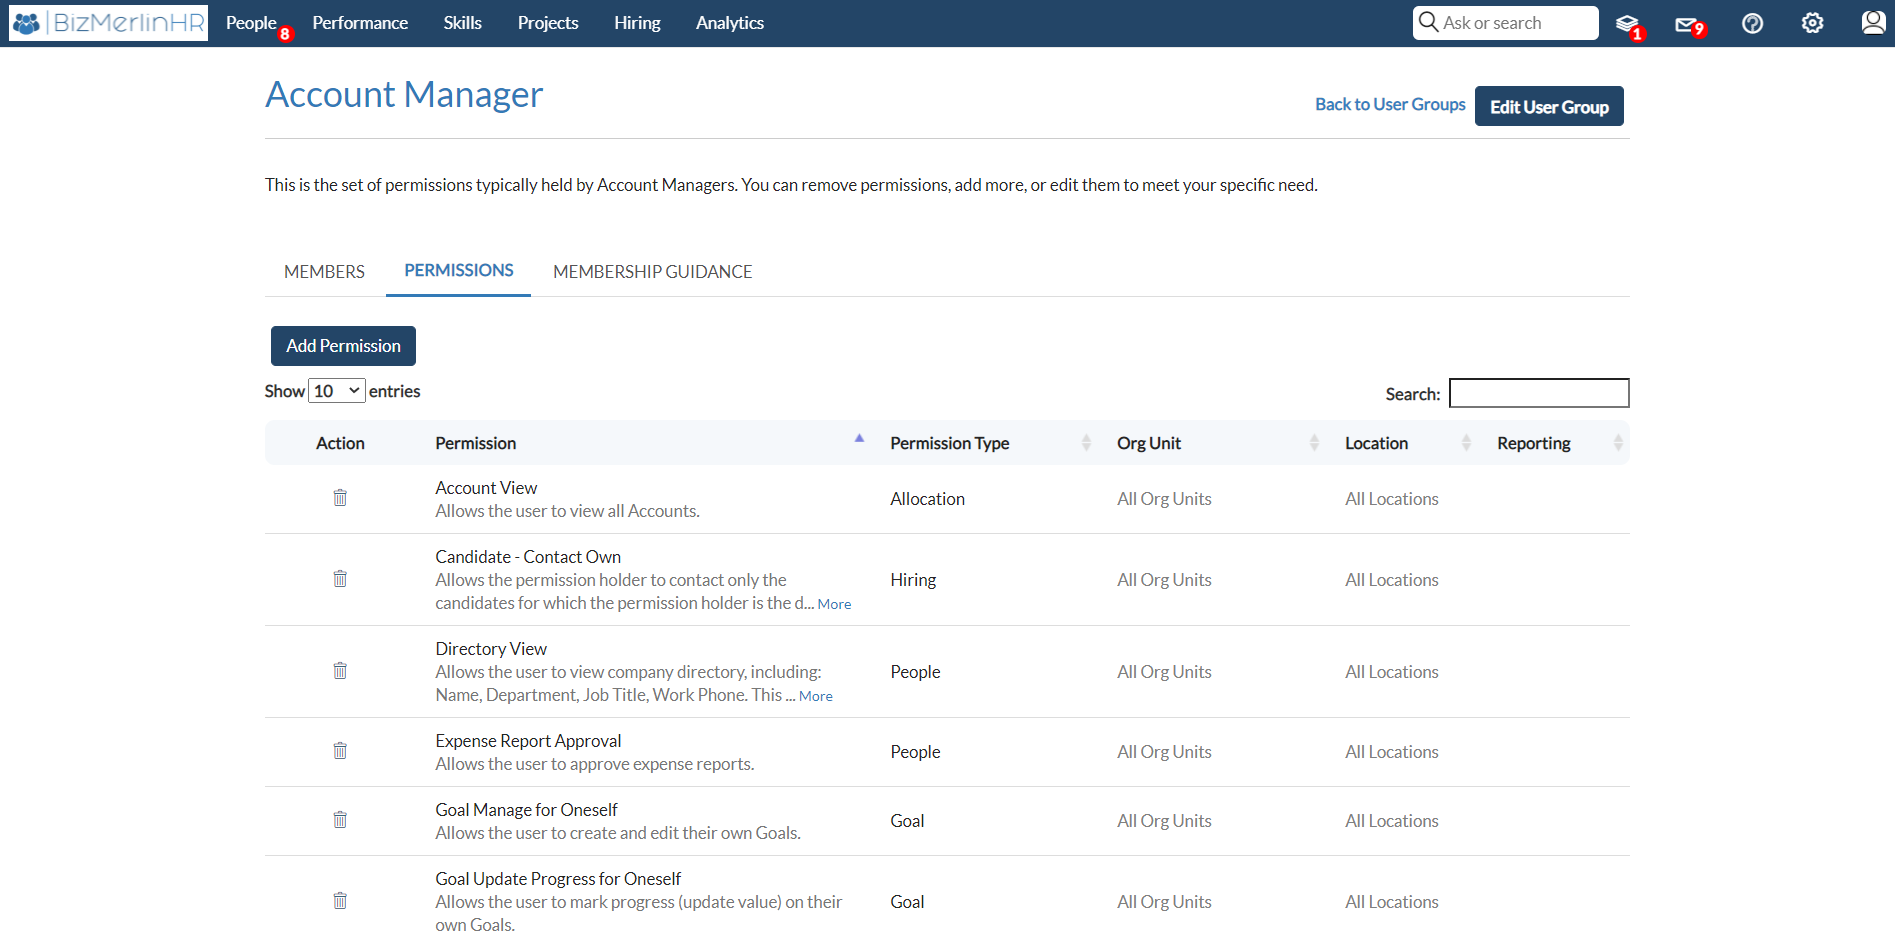 BizMerlinHR People 8 Performance Skills Projects Hiring Analytics Ask or search 1 9
Account Manager
Back to User Groups Edit User Group
This is the set of permissions typically held by Account Managers. You can remove permissions, add more, or edit them to meet your specific need.
MEMBERS PERMISSIONS MEMBERSHIP GUIDANCE
Add Permission
Show 10 entries Search:
Action Permission Permission Type Org Unit Location Reporting
Account View
Allows the user to view all Accounts.
Allocation All Org Units All Locations
Candidate - Contact Own
Allows the permission holder to contact only the
candidates for which the permission holder is the d... More
Hiring All Org Units All Locations
Directory View
Allows the user to view company directory, including:
Name, Department, Job Title, Work Phone. This ... More
People All Org Units All Locations
Expense Report Approval
Allows the user to approve expense reports.
People All Org Units All Locations
Goal Manage for Oneself
Allows the user to create and edit their own Goals.
Goal All Org Units All Locations
Goal Update Progress for Oneself
Allows the user to mark progress (update value) on their
own Goals.
Goal All Org Units All Locations